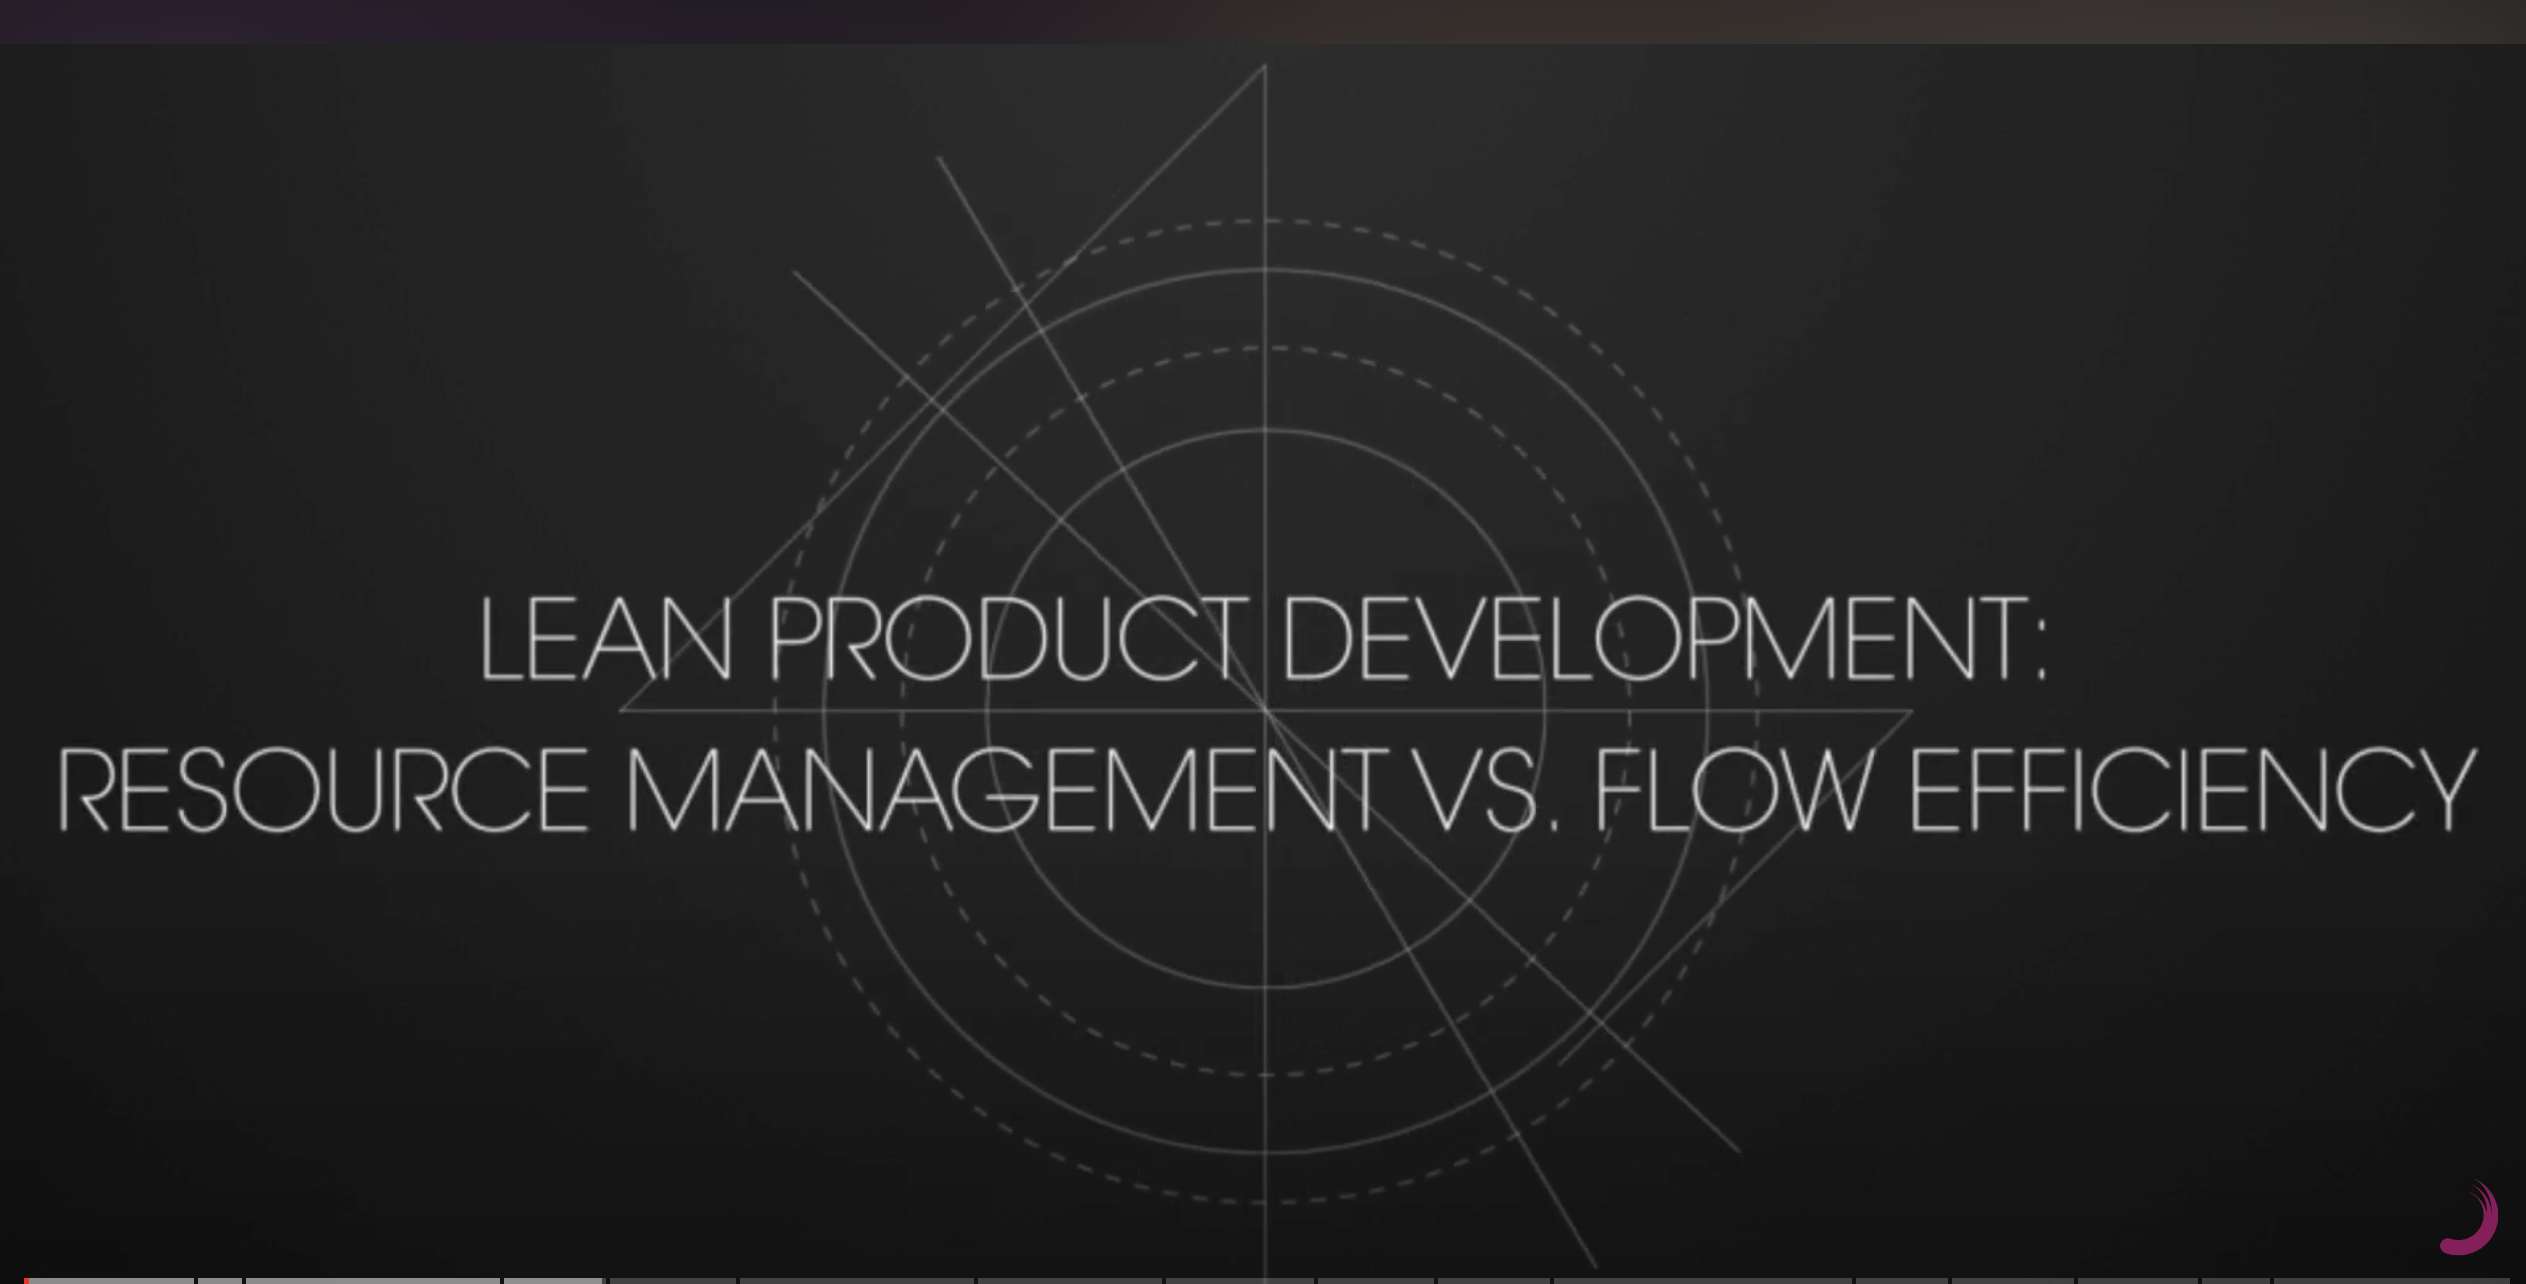 LEAN PRODUCT DEVELOPMENT:
RESOURCE MANAGEMENT VS. FLOW EFFICIENCY